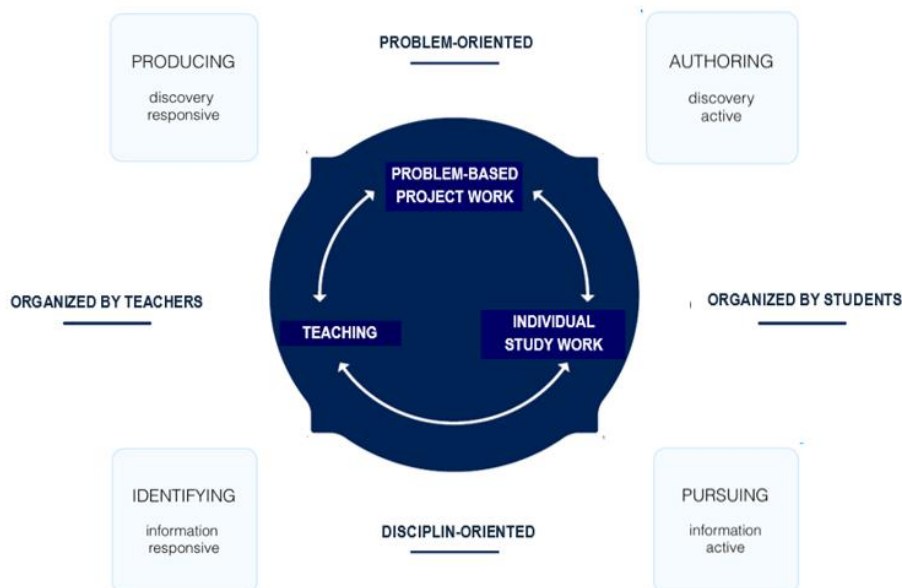 PROBLEM-ORIENTED
PRODUCING
discovery
responsive
AUTHORING
discovery
active
PROBLEM-BASED
PROJECT WORK
ORGANIZED BY TEACHERS
ORGANIZED BY STUDENTS
TEACHING
INDIVIDUAL
STUDY WORK
IDENTIFYING
information
responsive
PURSUING
information
active
DISCIPLIN-ORIENTED